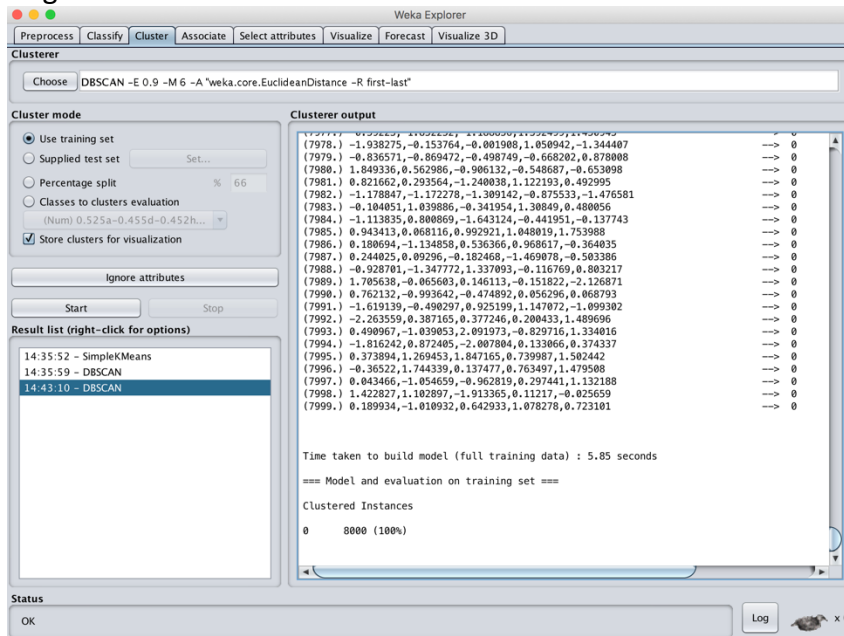 Weka Explorer
Preprocess Classify Cluster Associate Select attributes Visualize Forecast Visualize 3D
Clusterer
Choose DBSCAN -E 0.9 -M 6 -A "weka.core.EuclideanDistance -R first-last"
Cluster mode
Use training set
Supplied test set Set...
Percentage split % 66
Classes to clusters evaluation
(Num) 0.525a-0.455d-0.452h...
Store clusters for visualization
Ignore attributes
Start Stop
Result list (right-click for options)
14:35:52 - SimpleKMeans
14:35:59 - DBSCAN
14:43:10 - DBSCAN
Clusterer output
(7978.) -1.938275,-0.153764,-0.001908,1.050942,-1.344407 --> 0
(7979.) -0.836571,-0.869472,-0.498749,-0.668202,0.878008 --> 0
(7980.) 1.849336,0.562986,-0.906132,-0.548687,-0.653098 --> 0
(7981.) 0.821662,0.293564,-1.240038,1.122193,0.492995 --> 0
(7982.) -1.178847,-1.172278,-1.309142,-0.875533,-1.476581 --> 0
(7983.) -0.104051,1.039886,-0.341954,1.30849,0.480056 --> 0
(7984.) -1.113835,0.800869,-1.643124,-0.441951,-0.137743 --> 0
(7985.) 0.943413,0.068116,0.992921,1.048019,1.753988 --> 0
(7986.) 0.180694,-1.134858,0.536366,0.968617,-0.364035 --> 0
(7987.) 0.244025,0.09296,-0.182468,-1.469078,-0.503386 --> 0
(7988.) -0.928701,-1.347772,1.337093,-0.116769,0.803217 --> 0
(7989.) 1.705638,-0.065603,0.146113,-0.151822,-2.126871 --> 0
(7990.) 0.762132,-0.993642,-0.474892,0.056296,0.068793 --> 0
(7991.) -1.619139,-0.490297,0.925199,1.147072,-1.099302 --> 0
(7992.) -2.263559,0.387165,0.377246,0.200433,1.489696 --> 0
(7993.) 0.490967,-1.039053,2.091973,-0.829716,1.334016 --> 0
(7994.) -1.816242,0.872405,-2.007804,0.133066,0.374337 --> 0
(7995.) 0.373894,1.269453,1.847165,0.739987,1.502442 --> 0
(7996.) -0.36522,1.744339,0.137477,0.763497,1.479508 --> 0
(7997.) 0.043466,-1.054659,-0.962819,0.297441,1.132188 --> 0
(7998.) 1.422827,1.102897,-1.913365,0.11217,-0.025659 --> 0
(7999.) 0.189934,-1.010932,0.642933,1.078278,0.723101 --> 0
Time taken to build model (full training data) : 5.85 seconds
=== Model and evaluation on training set ===
Clustered Instances
0 8000 (100%)
Status
OK
Log
x